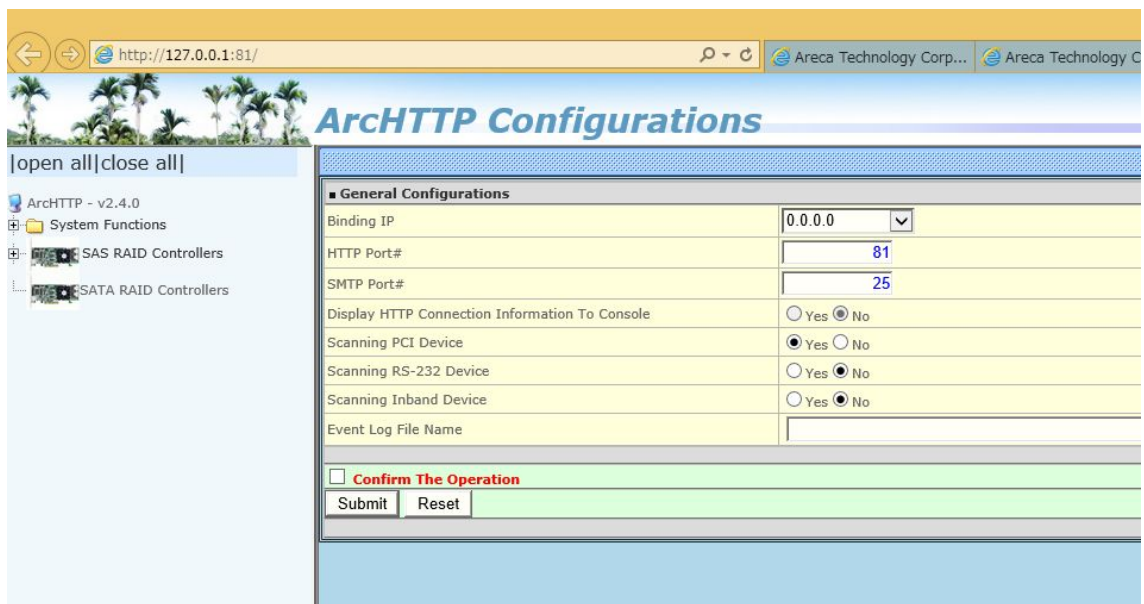 http://127.0.0.1:81/
Areca Technology Corp...
Areca Technology C
ArcHTTP Configurations
|open all|close all|
ArcHTTP - v2.4.0
System Functions
SAS RAID Controllers
SATA RAID Controllers
General Configurations
Binding IP 0.0.0.0
HTTP Port# 81
SMTP Port# 25
Display HTTP Connection Information To Console Yes No
Scanning PCI Device Yes No
Scanning RS-232 Device Yes No
Scanning Inband Device Yes No
Event Log File Name
Confirm The Operation
Submit Reset